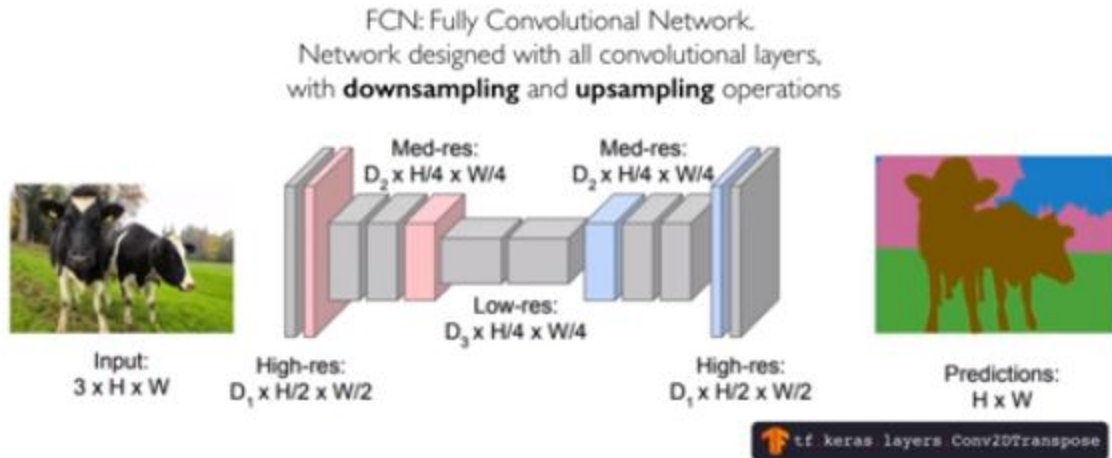 FCN: Fully Convolutional Network.
Network designed with all convolutional layers,
with downsampling and upsampling operations
Med-res:
D₂ x H/4 x W/4
Med-res:
D₂ x H/4 x W/4
Low-res:
D₃ x H/4 x W/4
Input:
3 x H x W
High-res:
D₁ x H/2 x W/2
High-res:
D₁ x H/2 x W/2
Predictions:
H x W
tf keras layers Conv2DTranspose